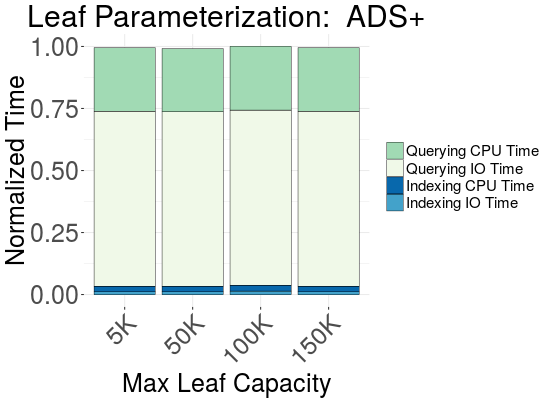 Leaf Parameterization:  ADS+
Normalized Time
1.00
0.75
0.50
0.25
0.00
5K
50K
100K
150K
Max Leaf Capacity
Querying CPU Time
Querying IO Time
Indexing CPU Time
Indexing IO Time